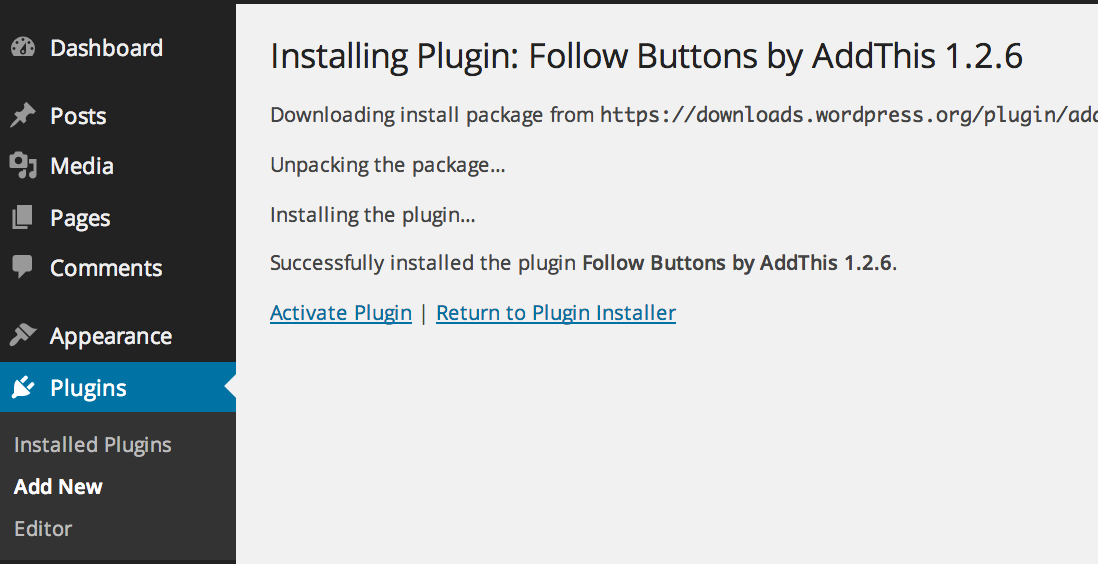 Dashboard
Posts
Media
Pages
Comments
Appearance
Plugins
Installed Plugins
Add New
Editor
Installing Plugin: Follow Buttons by AddThis 1.2.6
Downloading install package from https://downloads.wordpress.org/plugin/add
Unpacking the package...
Installing the plugin...
Successfully installed the plugin Follow Buttons by AddThis 1.2.6.
Activate Plugin | Return to Plugin Installer